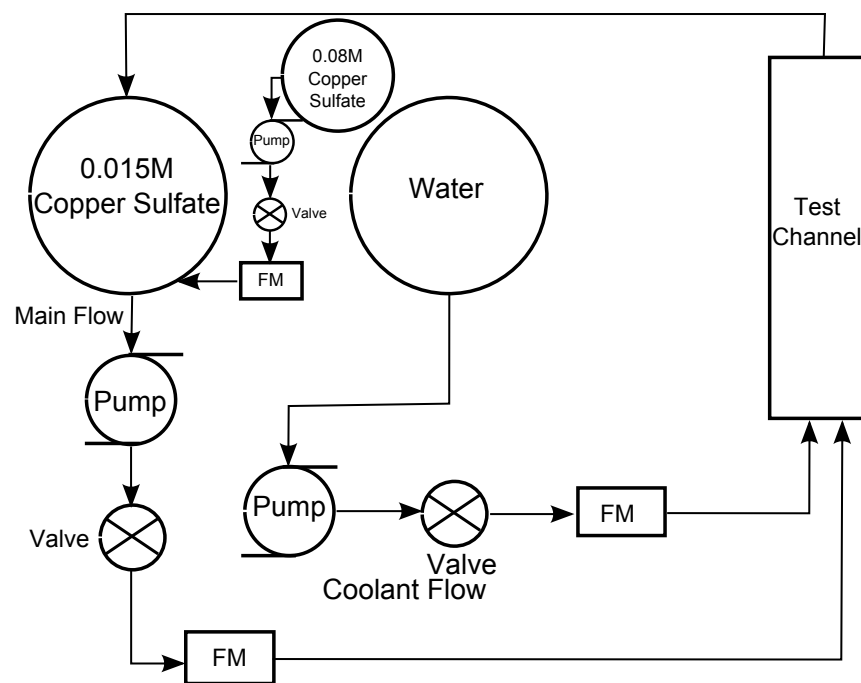 0.08M
Copper
Sulfate
Pump
Valve
FM
0.015M
Copper Sulfate
Water
Test
Channel
Main Flow
Pump
Valve
FM
Pump
Valve
Coolant Flow
FM